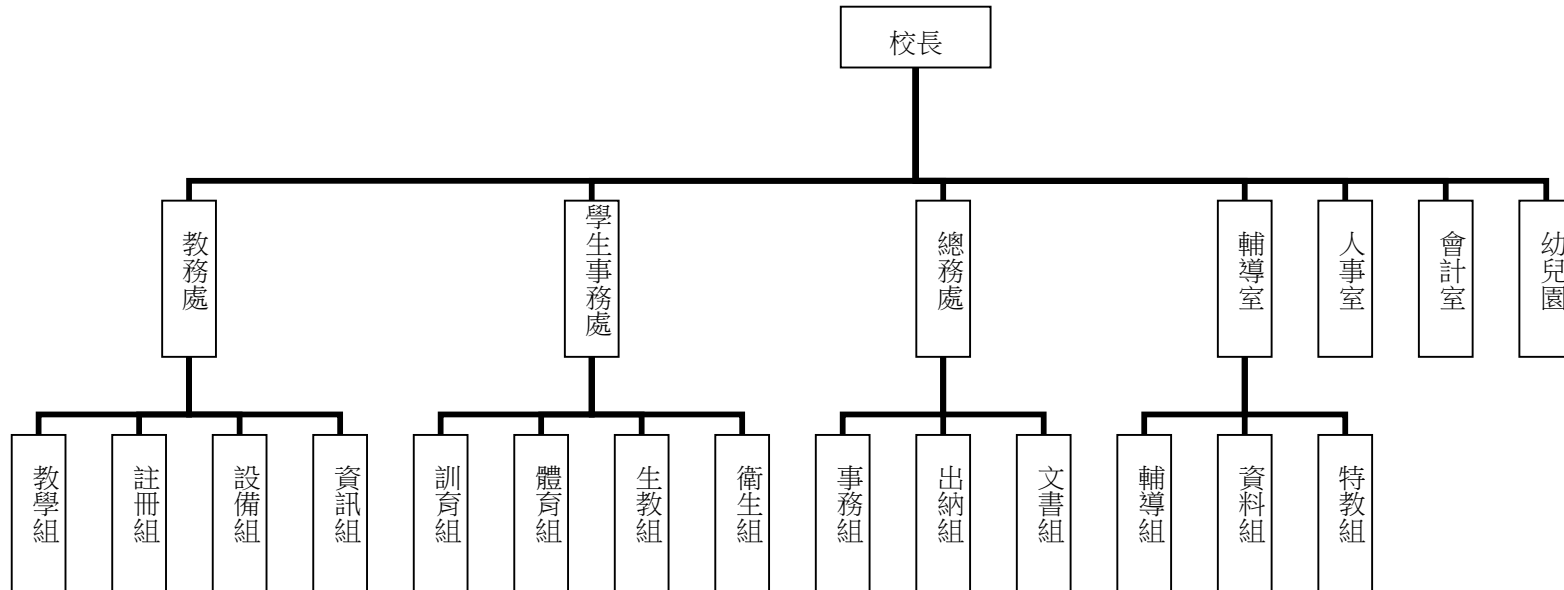 校長
教務處
學生事務處
總務處
輔導室
人事室
會計室
幼兒園
教學組
註冊組
設備組
資訊組
訓育組
體育組
生教組
衛生組
事務組
出納組
文書組
輔導組
資料組
特教組